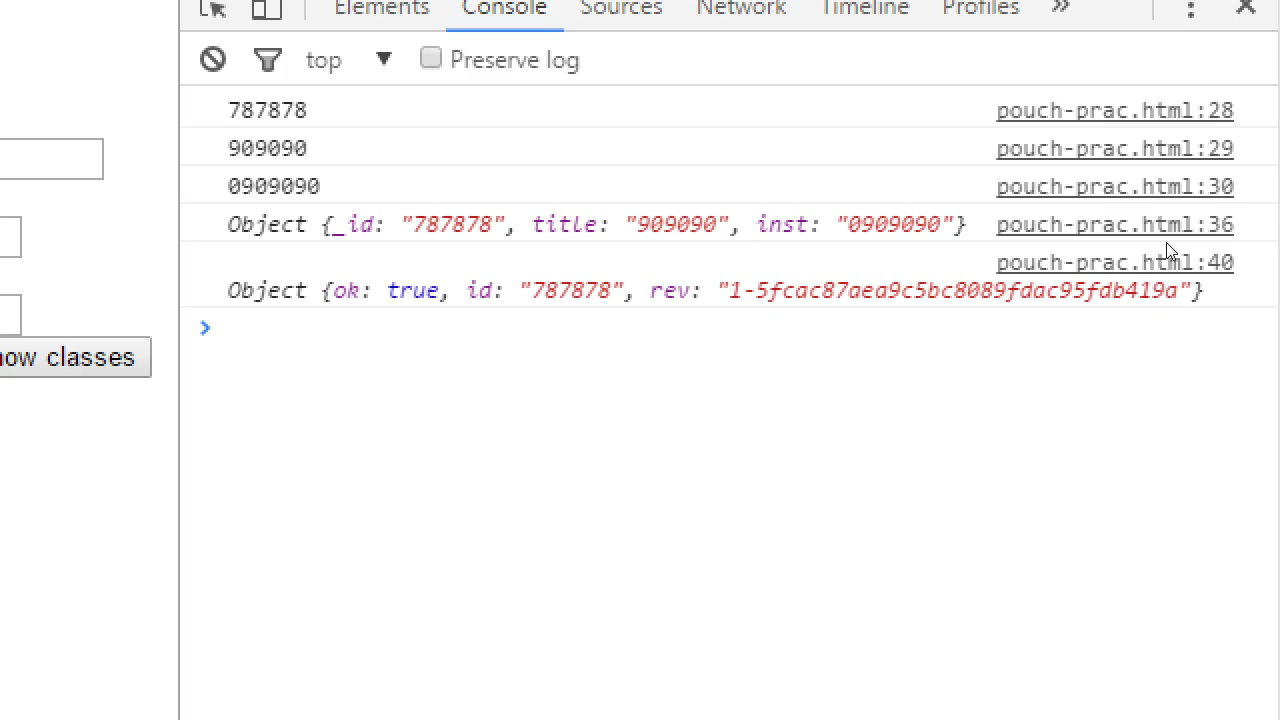 Elements Console Sources Network Timeline Profiles »
top ▼ Preserve log
787878 pouch-prac.html:28
909090 pouch-prac.html:29
0909090 pouch-prac.html:30
Object {_id: "787878", title: "909090", inst: "0909090"} pouch-prac.html:36
pouch-prac.html:40
Object {ok: true, id: "787878", rev: "1-5fcac87aea9c5bc8089fdac95fdb419a"}
>
now classes